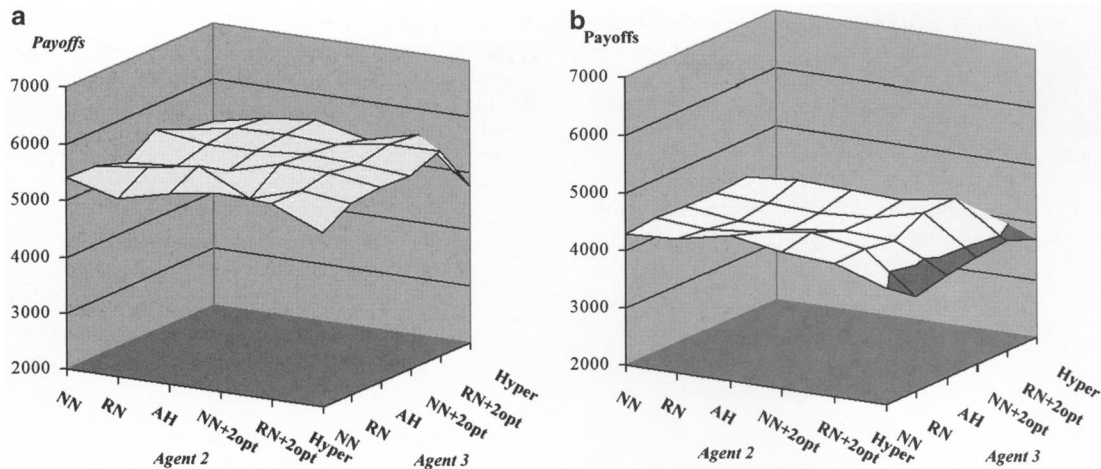 a
Payoffs
7000
6000
5000
4000
3000
2000
NN
RN
AH
NN+2opt
RN+2opt
Hyper
Agent 2
NN
RN
AH
NN+2opt
RN+2opt
Hyper
Agent 3
b
Payoffs
7000
6000
5000
4000
3000
2000
NN
RN
AH
NN+2opt
RN+2opt
Hyper
Agent 2
NN
RN
AH
NN+2opt
RN+2opt
Hyper
Agent 3